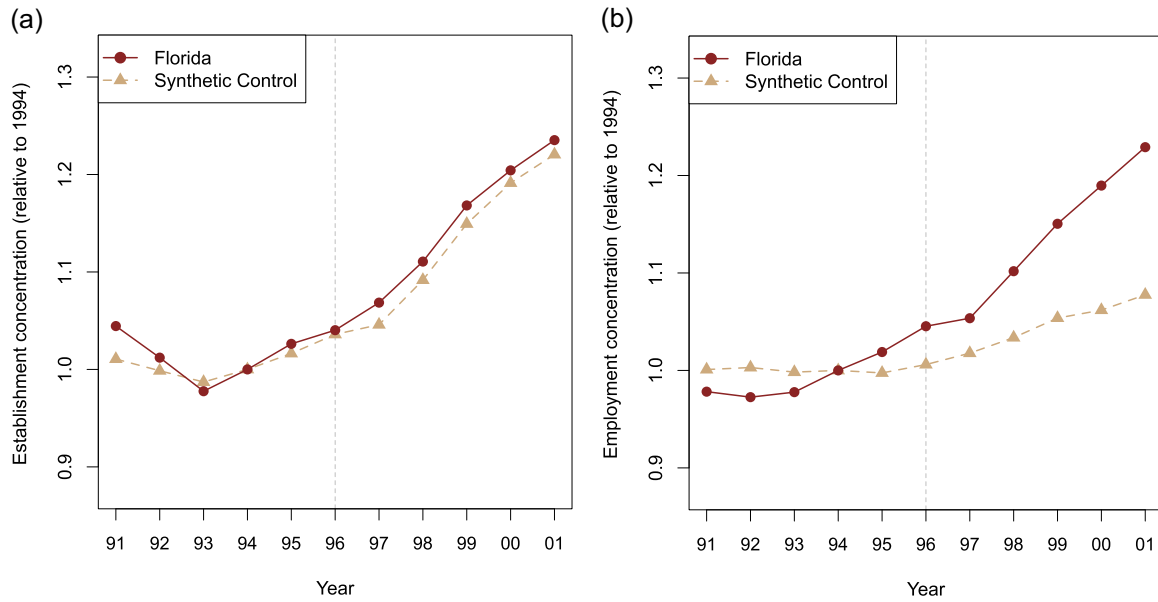 (a)
Florida
Synthetic Control
Establishment concentration (relative to 1994)
1.3
1.2
1.1
1.0
0.9
91 92 93 94 95 96 97 98 99 00 01
Year
(b)
Florida
Synthetic Control
Employment concentration (relative to 1994)
1.3
1.2
1.1
1.0
0.9
91 92 93 94 95 96 97 98 99 00 01
Year